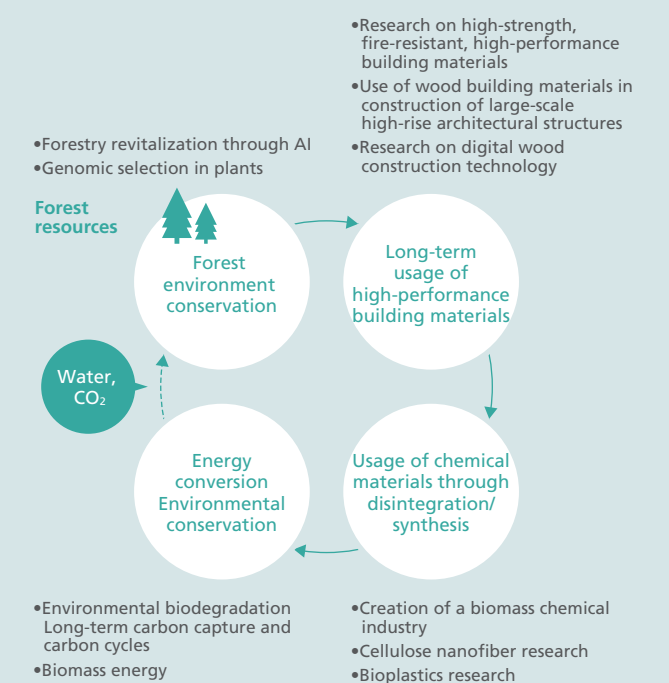 •Research on high-strength,
fire-resistant, high-performance
building materials
•Use of wood building materials in
construction of large-scale
high-rise architectural structures
•Research on digital wood
construction technology
•Forestry revitalization through AI
•Genomic selection in plants
Forest
resources
Forest
environment
conservation
Long-term
usage of
high-performance
building materials
Water,
CO₂
Energy
conversion
Environmental
conservation
Usage of chemical
materials through
disintegration/
synthesis
•Environmental biodegradation
Long-term carbon capture and
carbon cycles
•Biomass energy
•Creation of a biomass chemical
industry
•Cellulose nanofiber research
•Bioplastics research